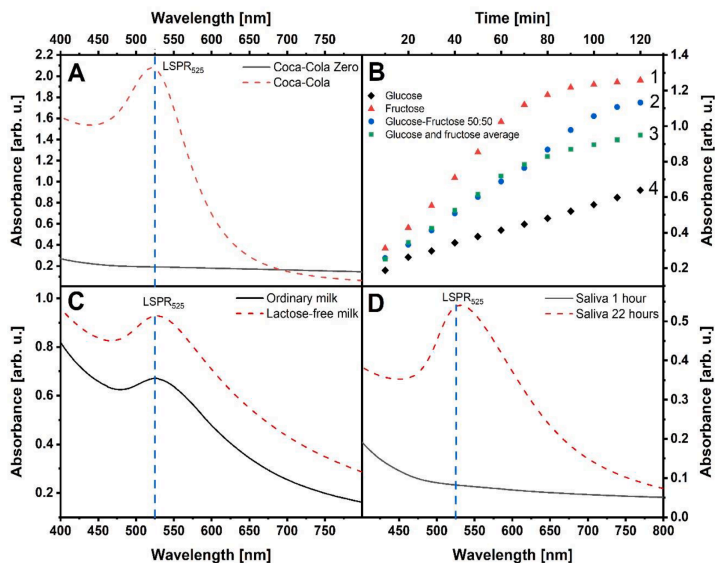 Wavelength [nm]
400 450 500 550 600 650 700 750
Time [min]
20 40 60 80 100 120
Absorbance [arb. u.]
2.2
2.0
1.8
1.6
1.4
1.2
1.0
0.8
0.6
0.4
0.2
A
LSPR525
Coca-Cola Zero
Coca-Cola
B
Glucose
Fructose
Glucose-Fructose 50:50
Glucose and fructose average
1
2
3
4
1.4
1.2
1.0
0.8
0.6
0.4
0.2
Absorbance [arb. u.]
Absorbance [arb. u.]
1.0
0.8
0.6
0.4
0.2
C
LSPR525
Ordinary milk
Lactose-free milk
D
LSPR525
Saliva 1 hour
Saliva 22 hours
0.5
0.4
0.3
0.2
0.1
0.0
Absorbance [arb. u.]
400 450 500 550 600 650 700 750
Wavelength [nm]
450 500 550 600 650 700 750 800
Wavelength [nm]